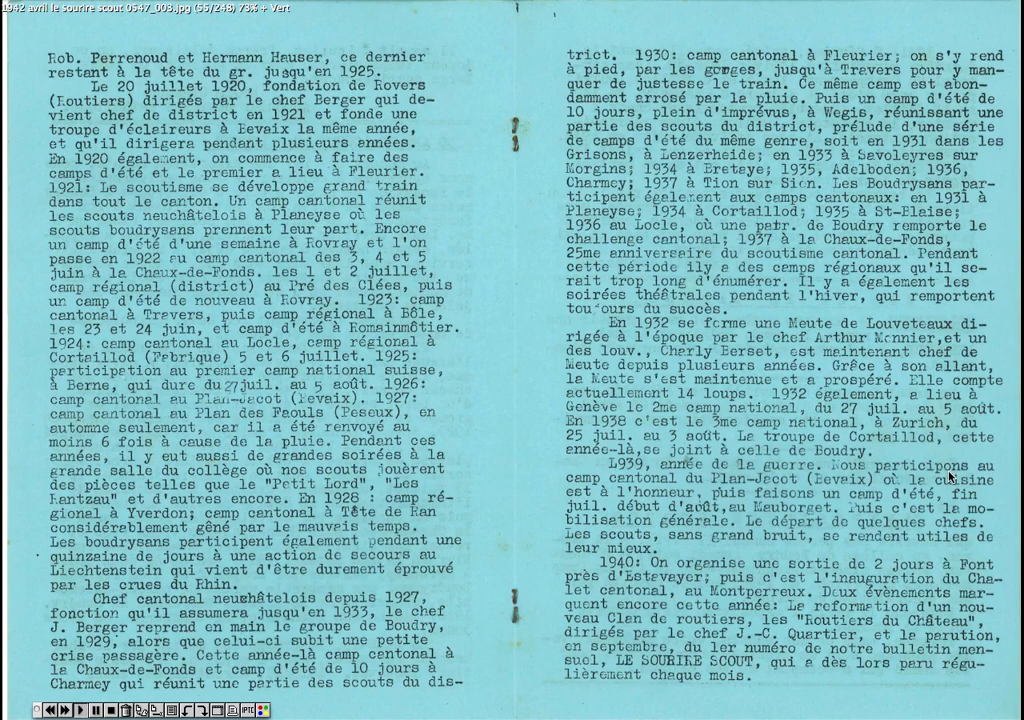 1942 avril le sourire scout 0547_003.jpg (55/248) 73% + Vert
Rob. Perrenoud et Hermann Hauser, ce dernier
restant à la tête du gr. jusqu'en 1925.
Le 20 juillet 1920, fondation de Rovers
(Routiers) dirigés par le chef Berger qui de-
vient chef de district en 1921 et fonde une
troupe d'éclaireurs à Bevaix la même année,
et qu'il dirigera pendant plusieurs années.
En 1920 également, on commence à faire des
camps d'été et le premier a lieu à Fleurier.
1921: Le scoutisme se développe grand train
dans tout le canton. Un camp cantonal réunit
les scouts neuchâtelois à Planeyse où les
scouts boudrysans prennent leur part. Encore
un camp d'été d'une semaine à Rovray et l'on
passe en 1922 au camp cantonal des 3, 4 et 5
juin à la Chaux-de-Fonds. les 1 et 2 juillet,
camp régional (district) au Pré des Clées, puis
un camp d'été de nouveau à Rovray. 1923: camp
cantonal à Travers, puis camp régional à Bôle,
les 23 et 24 juin, et camp d'été à Romainmôtier.
1924: camp cantonal au Locle, camp régional à
Cortaillod (Fabrique) 5 et 6 juillet. 1925:
participation au premier camp national suisse,
à Berne, qui dure du 27 juil. au 5 août. 1926:
camp cantonal au Plan-Jacot (Bevaix). 1927:
camp cantonal au Plan des Faouls (Peseux), en
automne seulement, car il a été renvoyé au
moins 6 fois à cause de la pluie. Pendant ces
années, il y eut aussi de grandes soirées à la
grande salle du collège où nos scouts jouèrent
des pièces telles que le "Petit Lord", "Les
Rantzau" et d'autres encore. En 1928 : camp ré-
gional à Yverdon; camp cantonal à Tête de Ran
considérablement gêné par le mauvais temps.
Les boudrysans participent également pendant une
quinzaine de jours à une action de secours au
Liechtenstein qui vient d'être durement éprouvé
par les crues du Rhin.
Chef cantonal neuchâtelois depuis 1927,
fonction qu'il assumera jusqu'en 1933, le chef
J. Berger reprend en main le groupe de Boudry,
en 1929, alors que celui-ci subit une petite
crise passagère. Cette année-là camp cantonal à
la Chaux-de-Fonds et camp d'été de 10 jours à
Charmey qui réunit une partie des scouts du dis-
trict. 1930: camp cantonal à Fleurier; on s'y rend
à pied, par les gorges, jusqu'à Travers pour y man-
quer de justesse le train. Ce même camp est abon-
damment arrosé par la pluie. Puis un camp d'été de
10 jours, plein d'imprévus, à Wegis, réunissant une
partie des scouts du district, prélude d'une série
de camps d'été du même genre, soit en 1931 dans les
Grisons, à Lenzerheide; en 1933 à Savoleyres sur
Morgins; 1934 à Bretaye; 1935, Adelboden; 1936,
Charmey; 1937 à Tion sur Sion. Les Boudrysans par-
ticipent également aux camps cantonaux: en 1931 à
Planeyse; 1934 à Cortaillod; 1935 à St-Blaise;
1936 au Locle, où une patr. de Boudry remporte le
challenge cantonal; 1937 à la Chaux-de-Fonds,
25me anniversaire du scoutisme cantonal. Pendant
cette période ily a des camps régionaux qu'il se-
rait trop long d'énumérer. Il y a également les
soirées théâtrales pendant l'hiver, qui remportent
toujours du succès.
En 1932 se forme une Meute de Louveteaux di-
rigée à l'époque par le chef Arthur Monnier,et un
des louv., Charly Berset, est maintenant chef de
Meute depuis plusieurs années. Grâce à son allant,
la Meute s'est maintenue et a prospéré. Elle compte
actuellement 14 loups. 1932 également, a lieu à
Genève le 2me camp national, du 27 juil. au 5 août.
En 1938 c'est le 3me camp national, à Zurich, du
25 juil. au 3 août. La troupe de Cortaillod, cette
année-là,se joint à celle de Boudry.
L939, année de la guerre. Nous participons au
camp cantonal du Plan-Jacot (Bevaix) où la cuisine
est à l'honneur, puis faisons un camp d'été, fin
juil. début d'août,au Mauborget. Puis c'est la mo-
bilisation générale. Le départ de quelques chefs.
Les scouts, sans grand bruit, se rendent utiles de
leur mieux.
1940: On organise une sortie de 2 jours à Font
près d'Estavayer; puis c'est l'inauguration du Cha-
let cantonal, au Montperreux. Deux évènements mar-
quent encore cette année: La reformation d'un nou-
veau Clan de routiers, les "Routiers du Château",
dirigés par le chef J.-C. Quartier, et la parution,
en septembre, du 1er numéro de notre bulletin men-
suel, LE SOURIRE SCOUT, qui a dès lors paru régu-
lièrement chaque mois.
IPTC